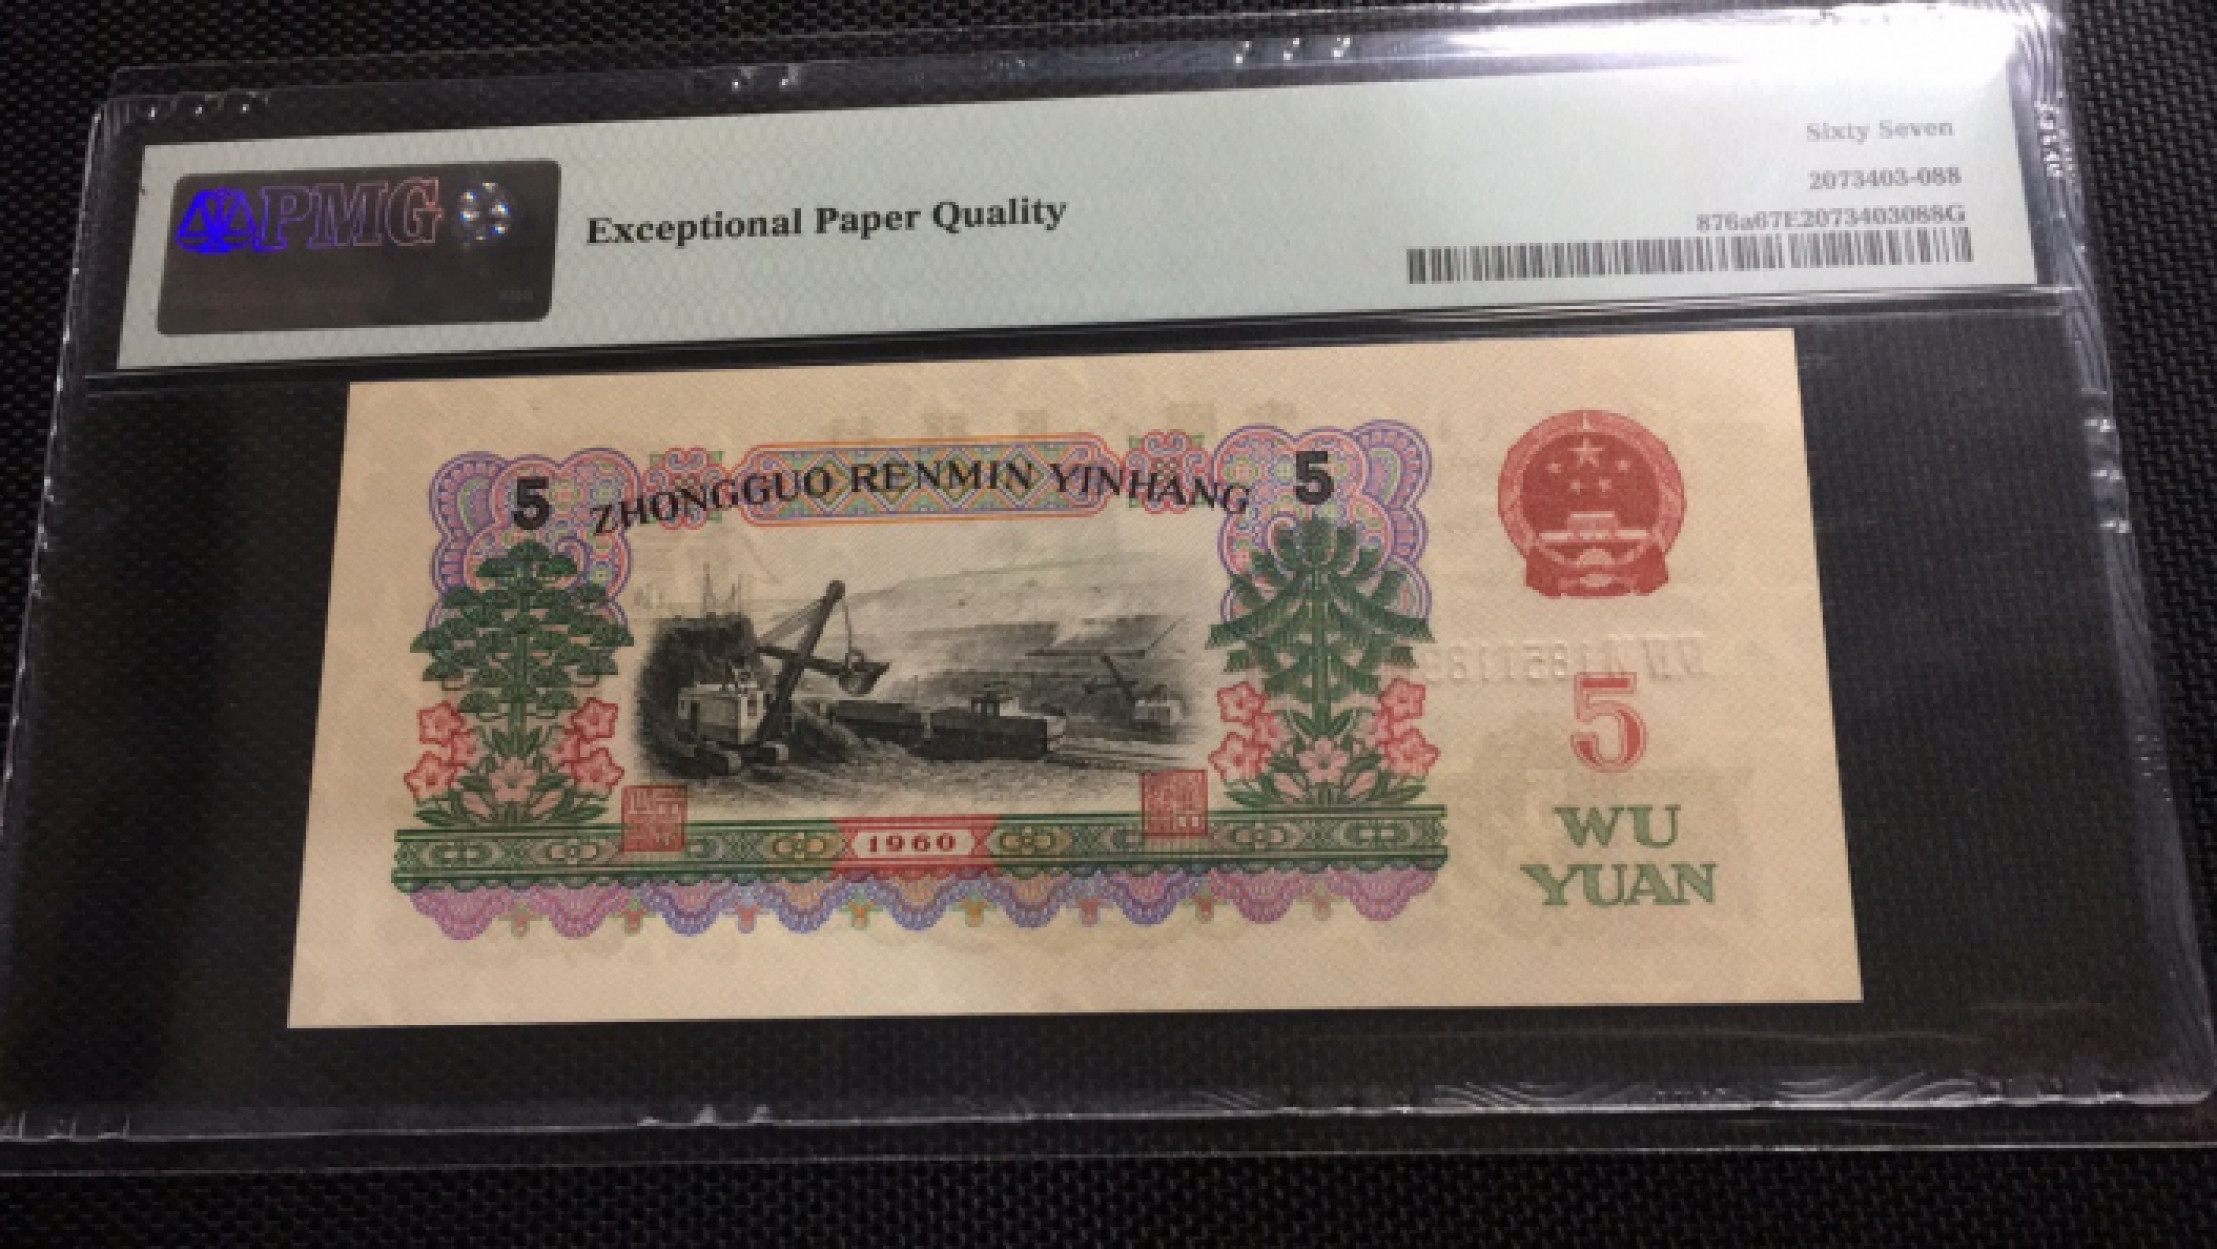 PMG
Exceptional Paper Quality
Sixty Seven
2073403-088
876a67E2073403088G
5 ZHONGGUO RENMIN YINHANG 5
1960
5
WU
YUAN